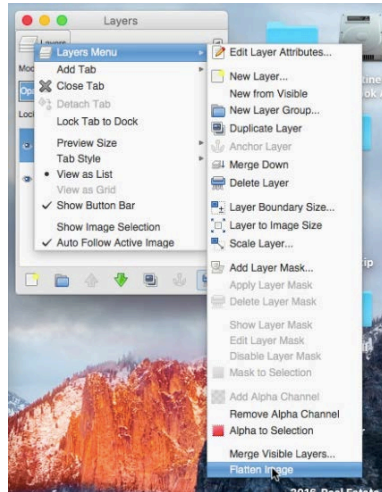 Layers
Layers
Layers Menu
Add Tab
Close Tab
Detach Tab
Lock Tab to Dock
Preview Size
Tab Style
View as List
View as Grid
Show Button Bar
Show Image Selection
Auto Follow Active Image
Edit Layer Attributes...
New Layer...
New from Visible
New Layer Group...
Duplicate Layer
Anchor Layer
Merge Down
Delete Layer
Layer Boundary Size...
Layer to Image Size
Scale Layer...
Add Layer Mask...
Apply Layer Mask
Delete Layer Mask
Show Layer Mask
Edit Layer Mask
Disable Layer Mask
Mask to Selection
Add Alpha Channel
Remove Alpha Channel
Alpha to Selection
Merge Visible Layers...
Flatten Image